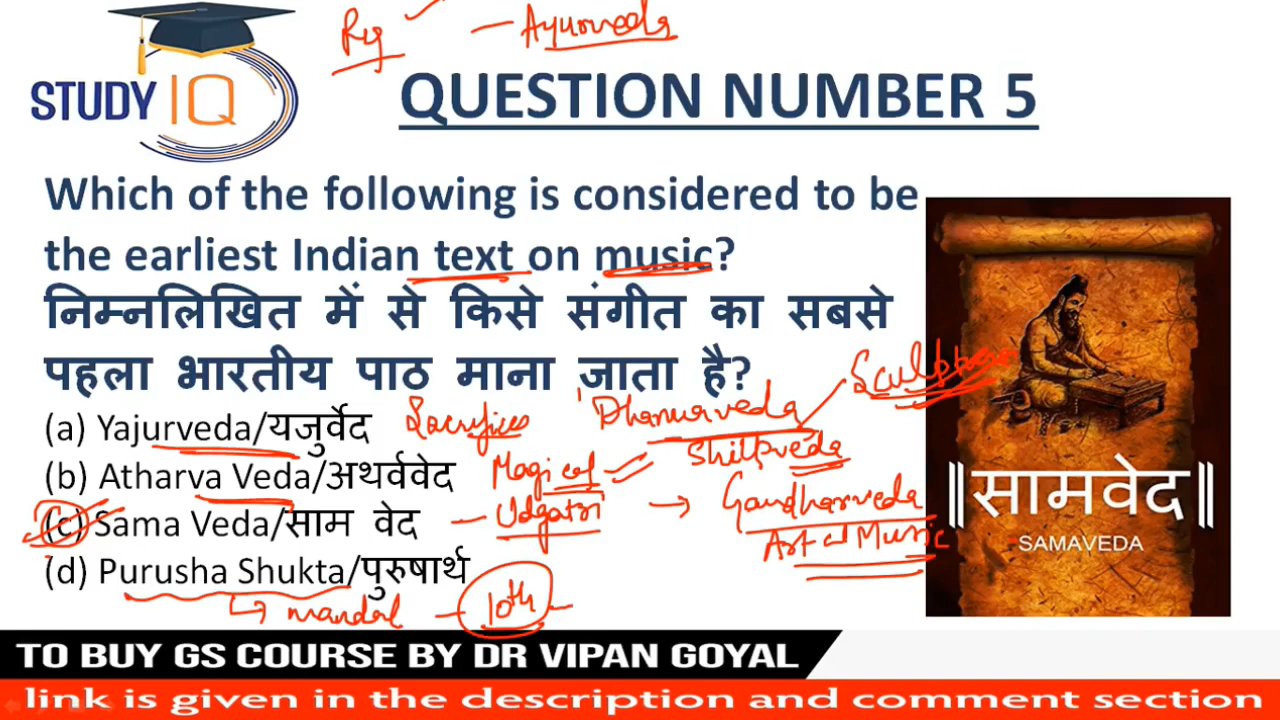 Rig
- Ayurveda
STUDY IQ
QUESTION NUMBER 5
Which of the following is considered to be
the earliest Indian text on music?
निम्नलिखित में से किसे संगीत का सबसे
पहला भारतीय पाठ माना जाता है?
Sculpture
(a) Yajurveda/यजुर्वेद Sacrifices Dhanurveda
(b) Atharva Veda/अथर्ववेद Magical Shilpveda
(c) Sama Veda/साम वेद - Udgatri → Gandharveda
Art of Music
(d) Purusha Shukta/पुरुषार्थ
mandal - 10th
॥सामवेद॥
SAMAVEDA
TO BUY GS COURSE BY DR VIPAN GOYAL
link is given in the description and comment section